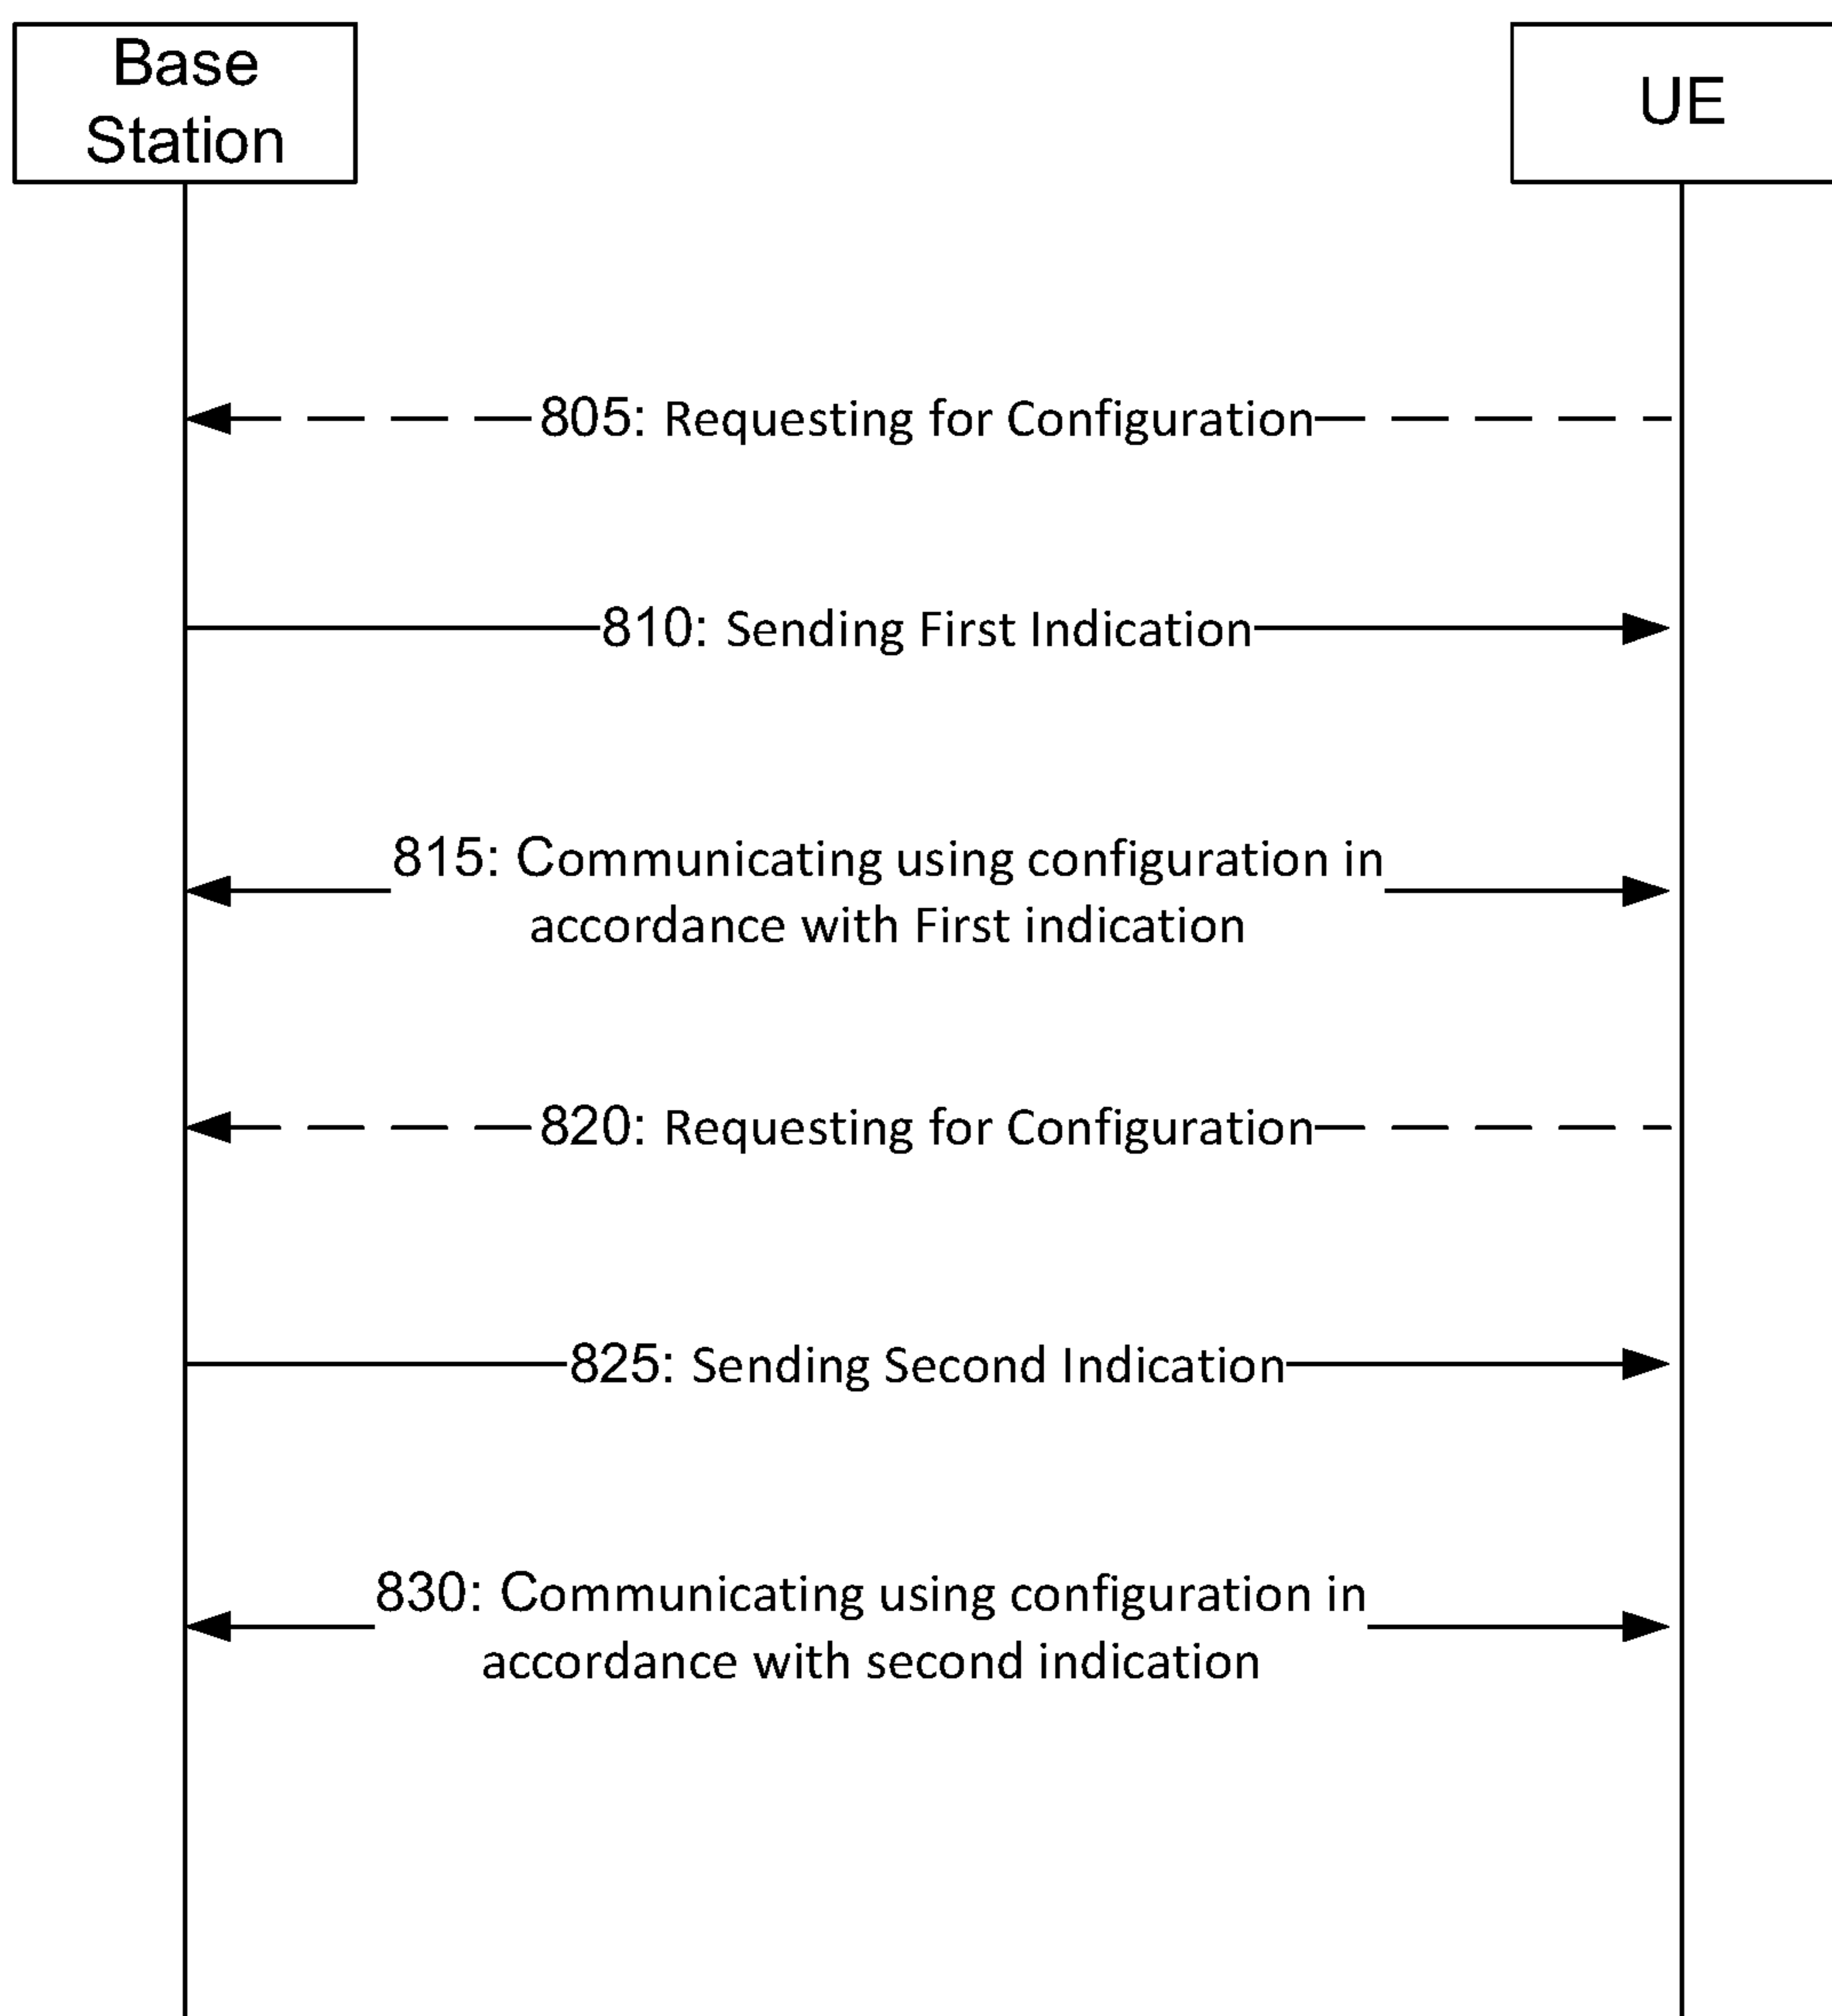 Base
Station
UE
805: Requesting for Configuration
810: Sending First Indication
815: Communicating using configuration in
accordance with First indication
820: Requesting for Configuration
825: Sending Second Indication
830: Communicating using configuration in
accordance with second indication